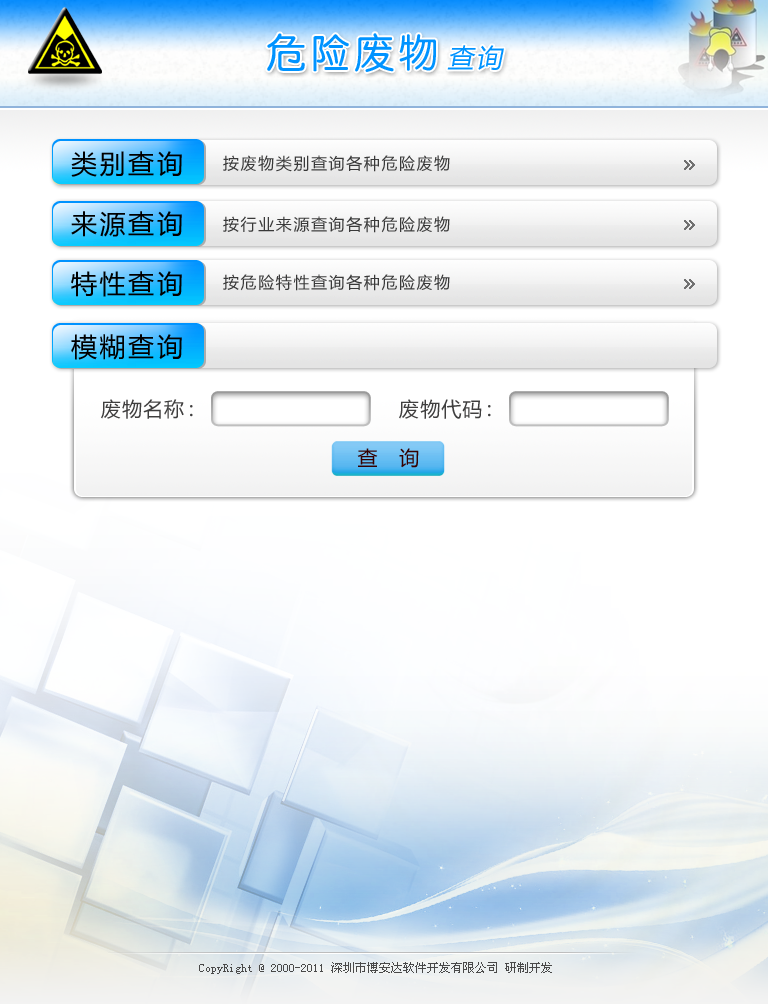 危险废物 查询
类别查询 按废物类别查询各种危险废物 »
来源查询 按行业来源查询各种危险废物 »
特性查询 按危险特性查询各种危险废物 »
模糊查询
废物名称： 废物代码：
查 询
CopyRight @ 2000-2011 深圳市博安达软件开发有限公司 研制开发